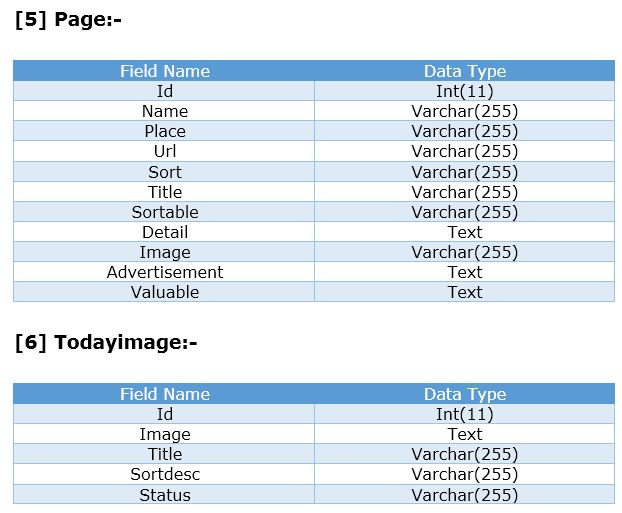 [5] Page:-
Field Name Data Type
Id Int(11)
Name Varchar(255)
Place Varchar(255)
Url Varchar(255)
Sort Varchar(255)
Title Varchar(255)
Sortable Varchar(255)
Detail Text
Image Varchar(255)
Advertisement Text
Valuable Text
[6] Todayimage:-
Field Name Data Type
Id Int(11)
Image Text
Title Varchar(255)
Sortdesc Varchar(255)
Status Varchar(255)